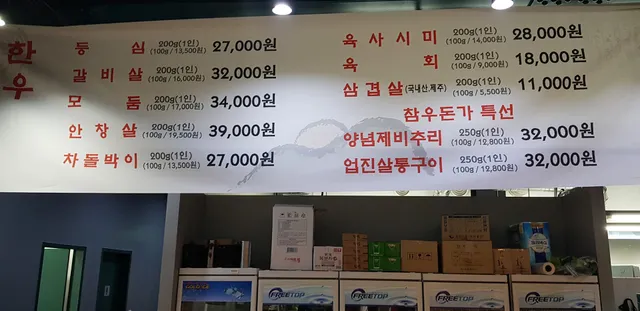 한우
등심 200g(1인) 27,000원
(100g / 13,500원)
갈비살 200g(1인) 32,000원
(100g / 16,000원)
모둠 200g(1인) 34,000원
(100g / 17,000원)
안창살 200g(1인) 39,000원
(100g / 19,500원)
차돌박이 200g(1인) 27,000원
(100g / 13,500원)
육사시미 200g(1인) 28,000원
(100g / 14,000원)
육회 200g(1인) 18,000원
(100g / 9,000원)
삼겹살(국내산,제주) 200g(1인) 11,000원
(100g / 5,500원)
참우돈가 특선
양념제비추리 250g(1인) 32,000원
(100g / 12,800원)
업진살통구이 250g(1인) 32,000원
(100g / 12,800원)
FREETOP
FREETOP
FREETOP
FREETOP